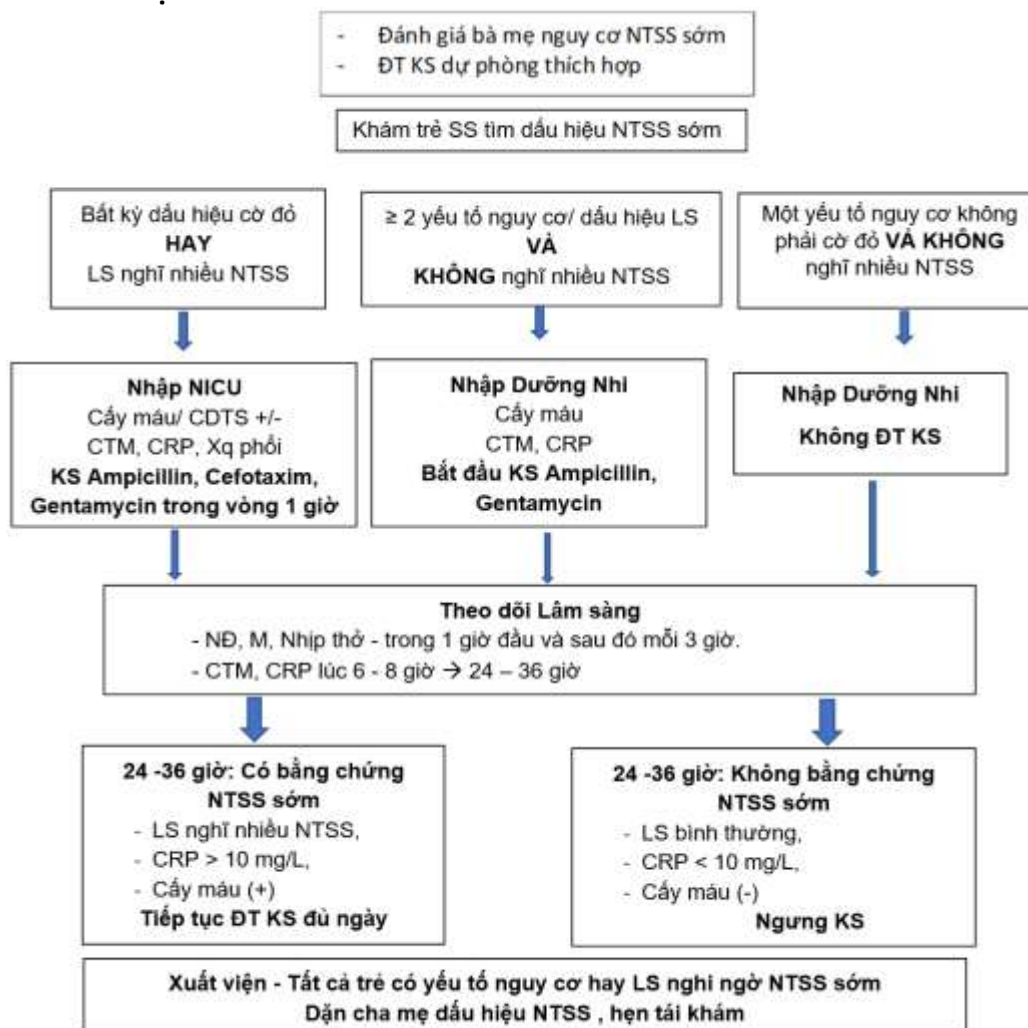 - Đánh giá bà mẹ nguy cơ NTSS sớm
- ĐT KS dự phòng thích hợp
Khám trẻ SS tìm dấu hiệu NTSS sớm
Bất kỳ dấu hiệu cờ đỏ
HAY
LS nghĩ nhiều NTSS
≥ 2 yếu tố nguy cơ/ dấu hiệu LS
VÀ
KHÔNG nghĩ nhiều NTSS
Một yếu tố nguy cơ không
phải cờ đỏ VÀ KHÔNG
nghĩ nhiều NTSS
Nhập NICU
Cấy máu/ CDTS +/-
CTM, CRP, Xq phổi
KS Ampicillin, Cefotaxim,
Gentamycin trong vòng 1 giờ
Nhập Dưỡng Nhi
Cấy máu
CTM, CRP
Bắt đầu KS Ampicillin,
Gentamycin
Nhập Dưỡng Nhi
Không ĐT KS
Theo dõi Lâm sàng
- NĐ, M, Nhịp thở - trong 1 giờ đầu và sau đó mỗi 3 giờ.
- CTM, CRP lúc 6 - 8 giờ → 24 – 36 giờ
24 -36 giờ: Có bằng chứng
NTSS sớm
- LS nghĩ nhiều NTSS,
- CRP > 10 mg/L,
- Cấy máu (+)
Tiếp tục ĐT KS đủ ngày
24 -36 giờ: Không bằng chứng
NTSS sớm
- LS bình thường,
- CRP < 10 mg/L,
- Cấy máu (-)
Ngưng KS
Xuất viện - Tất cả trẻ có yếu tố nguy cơ hay LS nghi ngờ NTSS sớm
Dặn cha mẹ dấu hiệu NTSS , hẹn tái khám